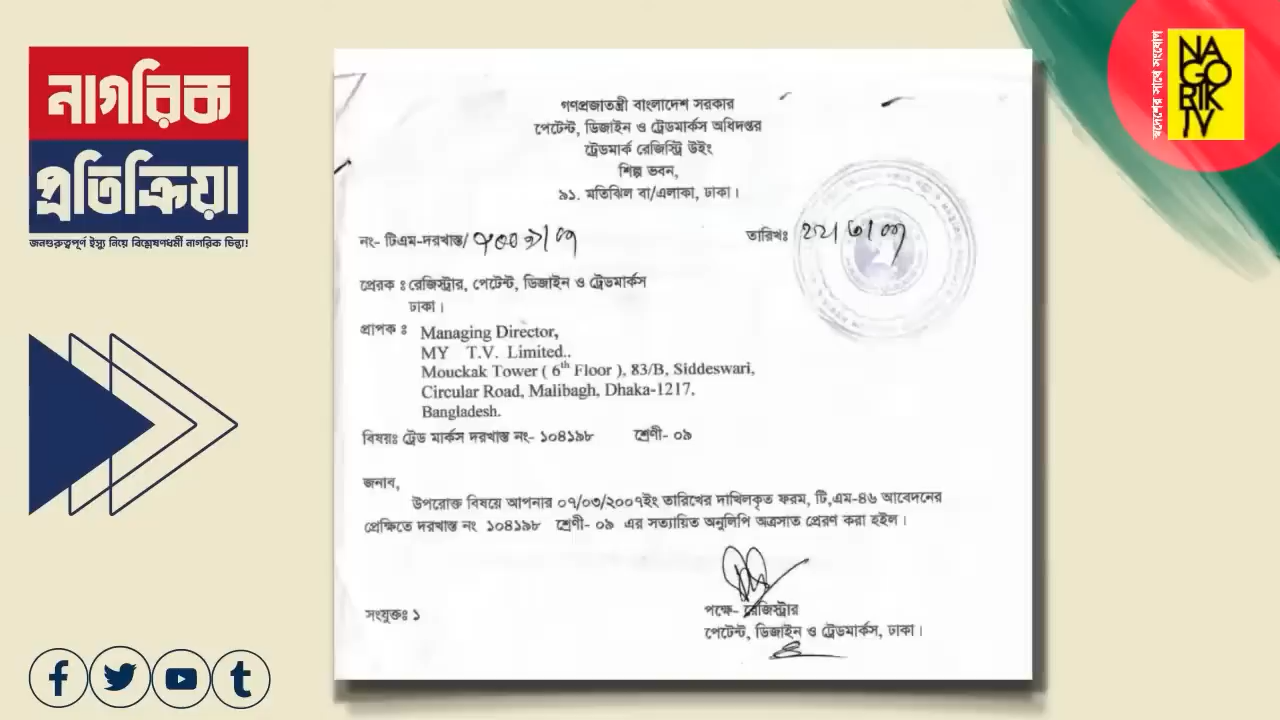 নাগরিক
প্রতিক্রিয়া
জনগুরুত্বপূর্ণ ইস্যু নিয়ে বিশ্লেষণধর্মী নাগরিক চিন্তা!
স্বদেশের সাথে সংযোগ
NAGORIK TV
গণপ্রজাতন্ত্রী বাংলাদেশ সরকার
পেটেন্ট, ডিজাইন ও ট্রেডমার্কস অধিদপ্তর
ট্রেডমার্ক রেজিস্ট্রি উইং
শিল্প ভবন,
৯১. মতিঝিল বা/এলাকা, ঢাকা।
নং- টিএম-দরখাস্ত/
তারিখঃ
প্রেরক ঃ রেজিস্ট্রার, পেটেন্ট, ডিজাইন ও ট্রেডমার্কস
ঢাকা।
প্রাপক ঃ Managing Director,
MY T.V. Limited..
Mouckak Tower ( 6th Floor ), 83/B, Siddeswari,
Circular Road, Malibagh, Dhaka-1217.
Bangladesh.
বিষয়ঃ ট্রেড মার্কস দরখাস্ত নং- ১০৪১৯৮ শ্রেণী- ০৯
জনাব,
উপরোক্ত বিষয়ে আপনার ০৭/০৩/২০০৭ইং তারিখের দাখিলকৃত ফরম, টি,এম-৪৬ আবেদনের
প্রেক্ষিতে দরখাস্ত নং ১০৪১৯৮ শ্রেণী- ০৯ এর সত্যায়িত অনুলিপি অত্রসাত প্রেরণ করা হইল।
সংযুক্তঃ ১
পক্ষে- রেজিস্ট্রার
পেটেন্ট, ডিজাইন ও ট্রেডমার্কস, ঢাকা।